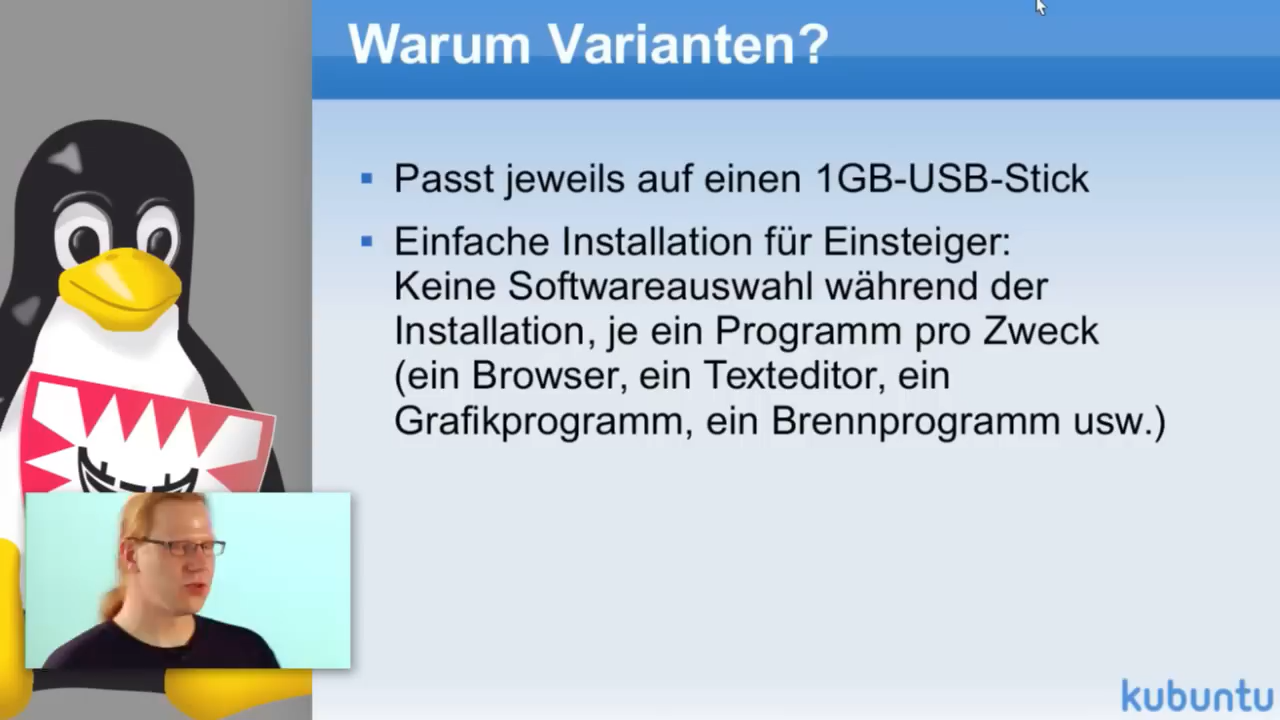 Warum Varianten?
Passt jeweils auf einen 1GB-USB-Stick
Einfache Installation für Einsteiger:
Keine Softwareauswahl während der
Installation, je ein Programm pro Zweck
(ein Browser, ein Texteditor, ein
Grafikprogramm, ein Brennprogramm usw.)
kubuntu